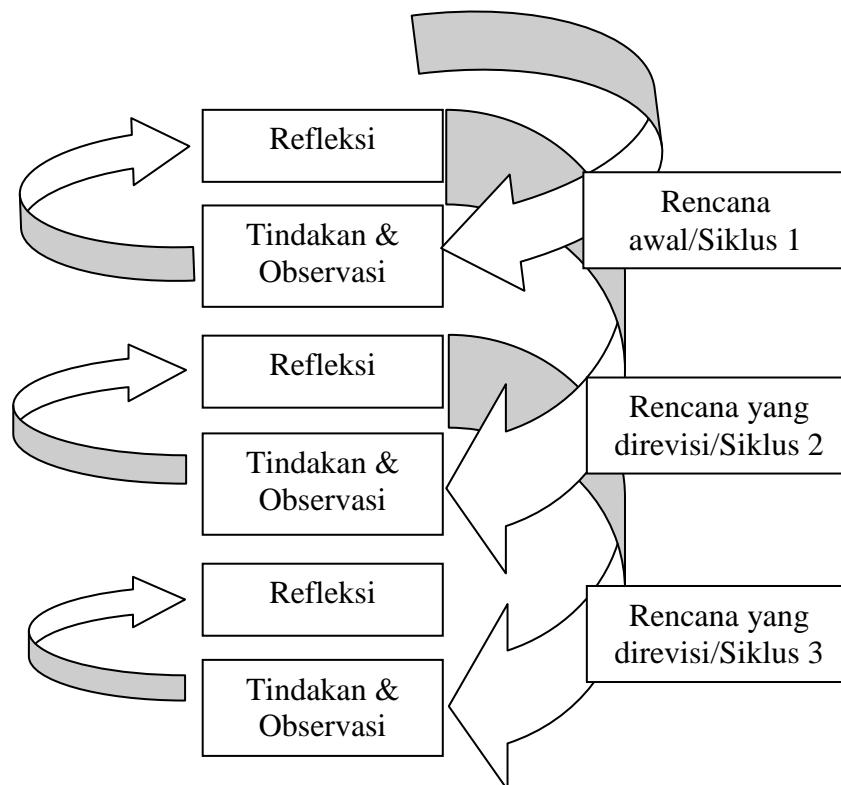 Refleksi
Tindakan &
Observasi
Rencana
awal/Siklus 1
Refleksi
Tindakan &
Observasi
Rencana yang
direvisi/Siklus 2
Refleksi
Tindakan &
Observasi
Rencana yang
direvisi/Siklus 3